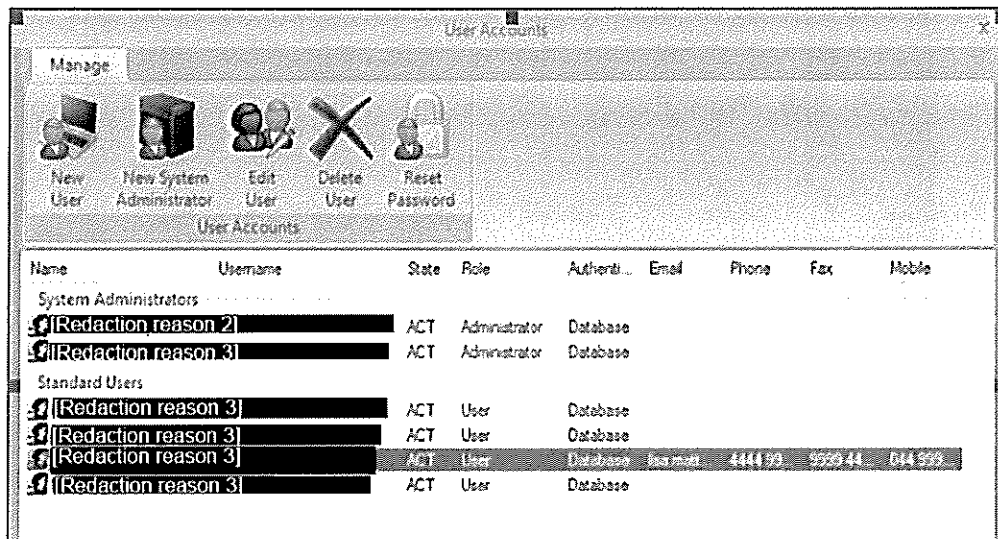 User Accounts X
Manage
New User
New System Administrator
Edit User
Delete User
Reset Password
User Accounts
Name Username State Role Authenti... Email Phone Fax Mobile
System Administrators
[Redaction reason 2] ACT Administrator Database
[Redaction reason 3] ACT Administrator Database
Standard Users
[Redaction reason 3] ACT User Database
[Redaction reason 3] ACT User Database
[Redaction reason 3] ACT User Database 4444 99...
[Redaction reason 3] ACT User Database